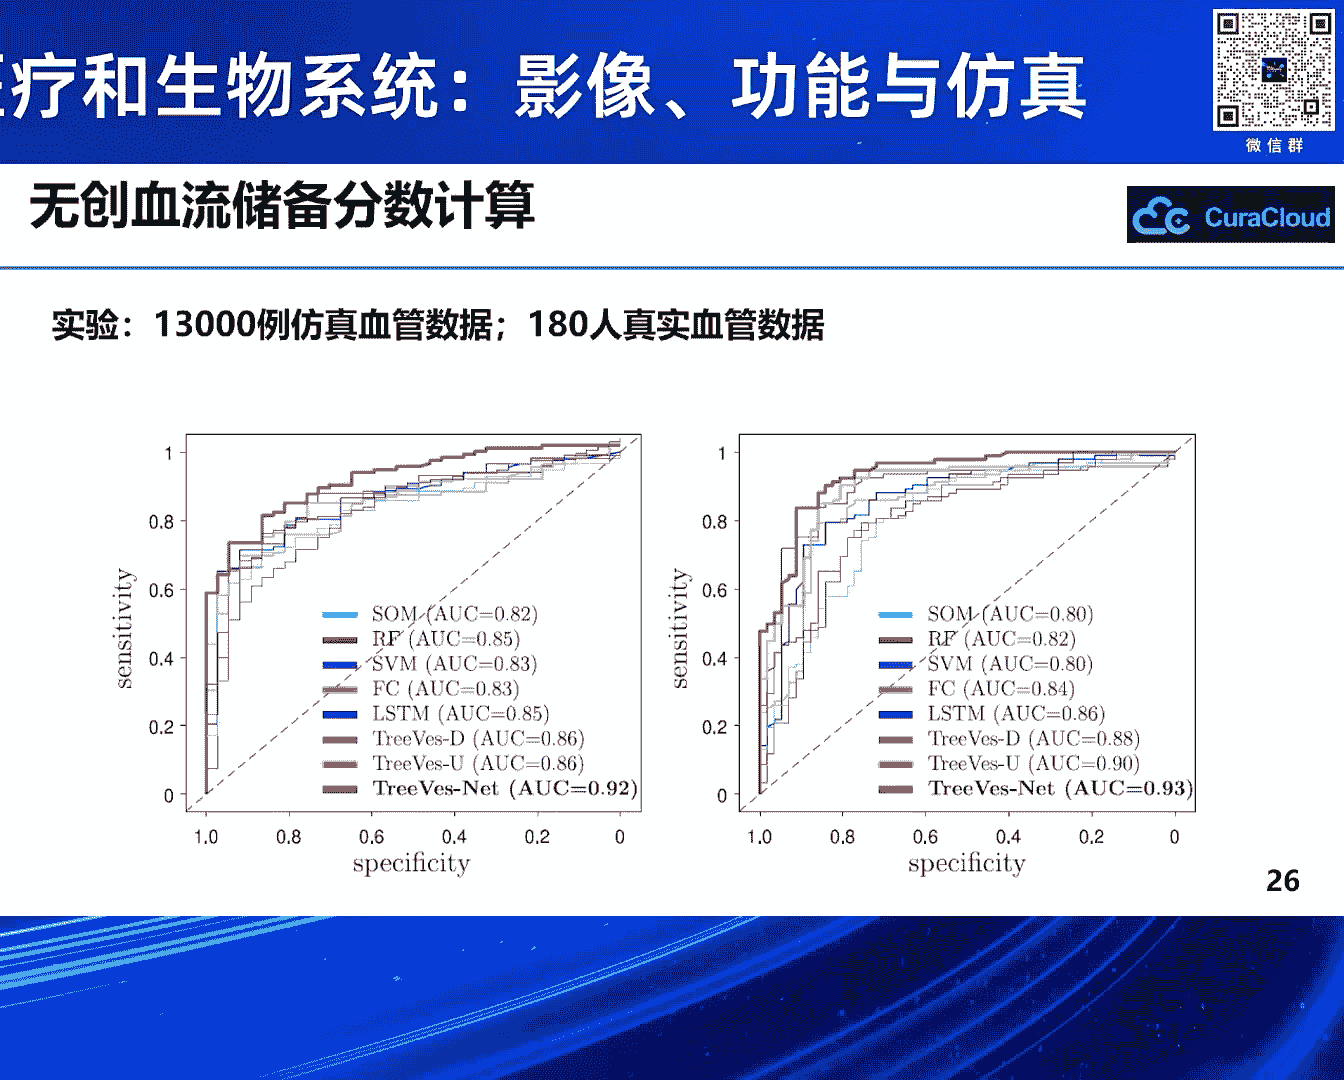 疗和生物系统：影像、功能与仿真
微信群
无创血流储备分数计算
CuraCloud
实验：13000例仿真血管数据；180人真实血管数据
1
0.8
0.6
0.4
0.2
0
sensitivity
SOM (AUC=0.82)
RF (AUC=0.85)
SVM (AUC=0.83)
FC (AUC=0.83)
LSTM (AUC=0.85)
TreeVes-D (AUC=0.86)
TreeVes-U (AUC=0.86)
TreeVes-Net (AUC=0.92)
1.0 0.8 0.6 0.4 0.2 0
specificity
1
0.8
0.6
0.4
0.2
0
sensitivity
SOM (AUC=0.80)
RF (AUC=0.82)
SVM (AUC=0.80)
FC (AUC=0.84)
LSTM (AUC=0.86)
TreeVes-D (AUC=0.88)
TreeVes-U (AUC=0.90)
TreeVes-Net (AUC=0.93)
1.0 0.8 0.6 0.4 0.2 0
specificity
26